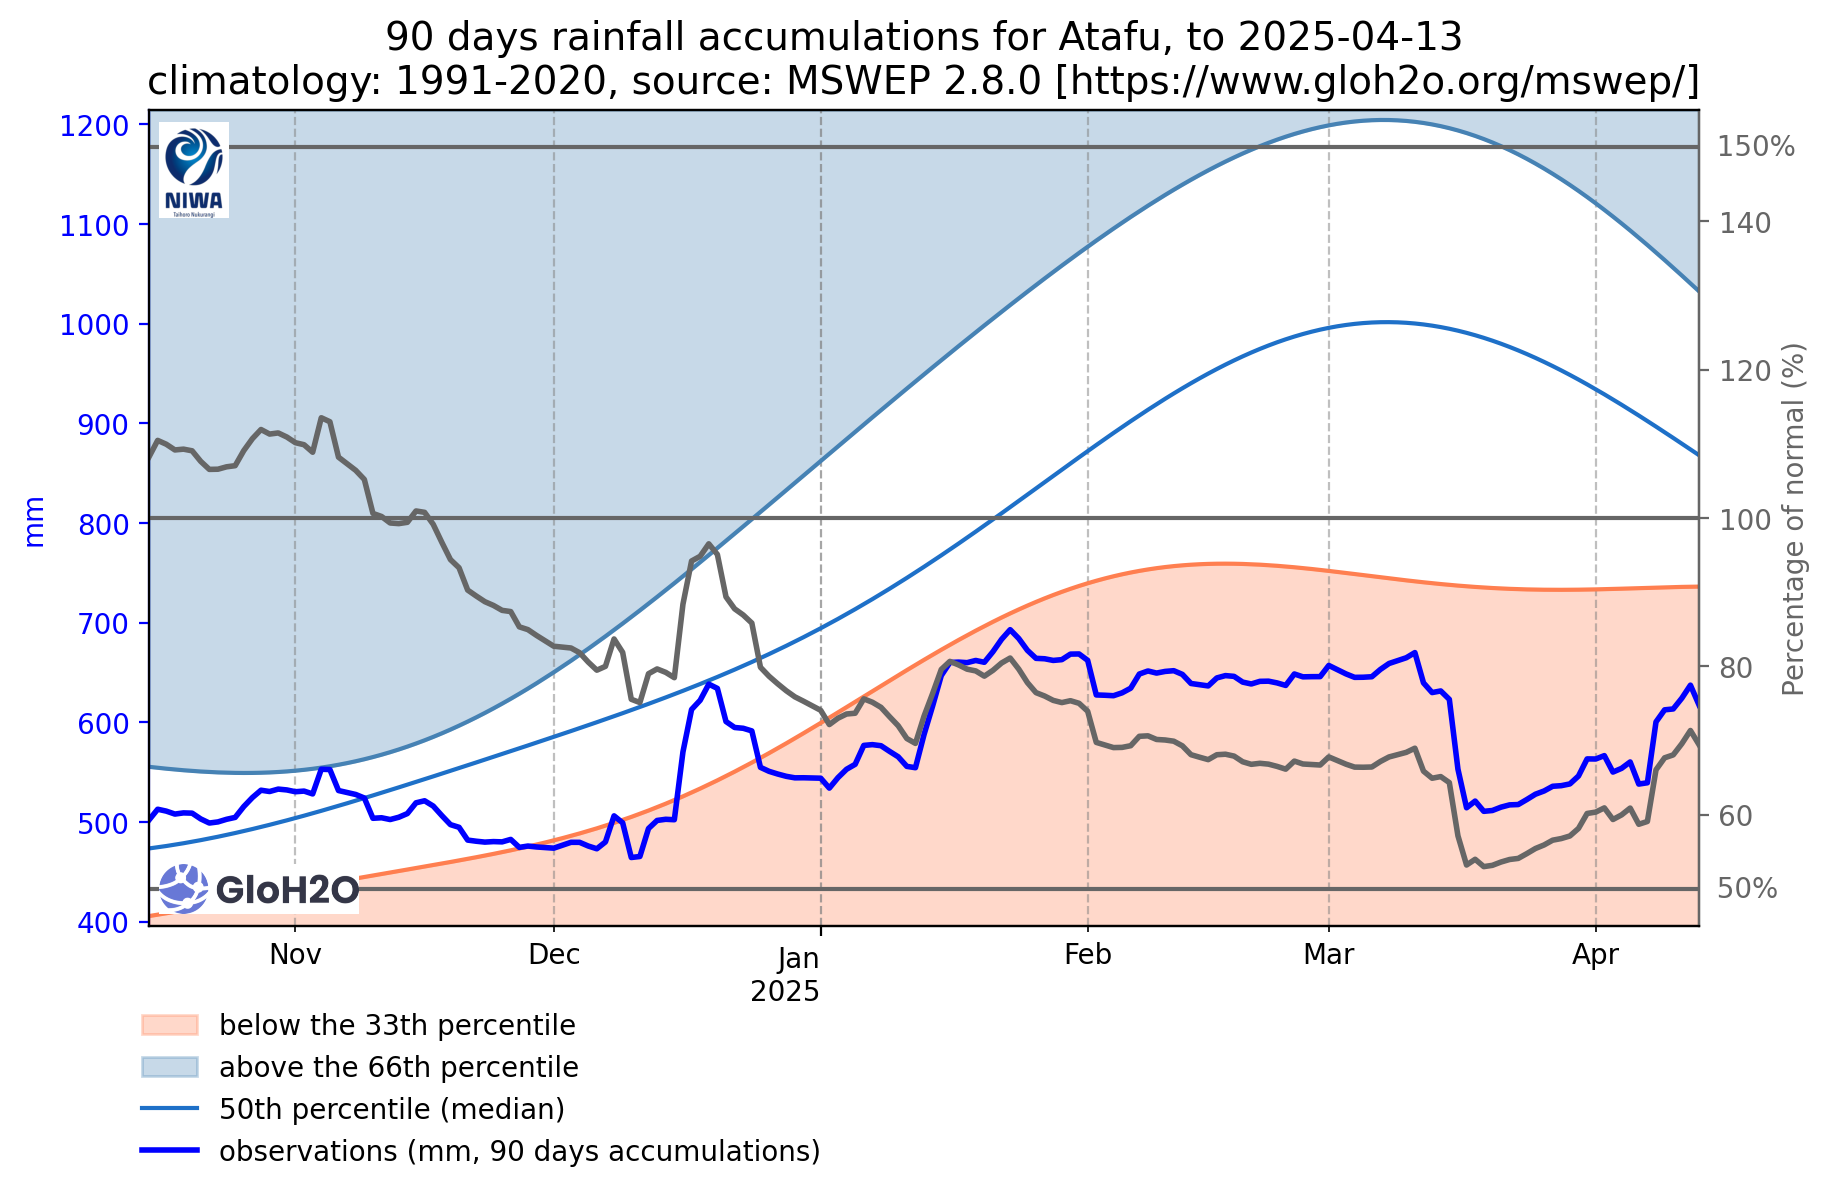 90 days rainfall accumulations for Atafu, to 2025-04-13
climatology: 1991-2020, source: MSWEP 2.8.0 [https://www.gloh2o.org/mswep/]
NIWA
Taihoro Nukurangi
GloH2O
mm
1200
1100
1000
900
800
700
600
500
400
150%
140
120
100
80
60
50%
Percentage of normal (%)
Nov
Dec
Jan
2025
Feb
Mar
Apr
below the 33th percentile
above the 66th percentile
50th percentile (median)
observations (mm, 90 days accumulations)